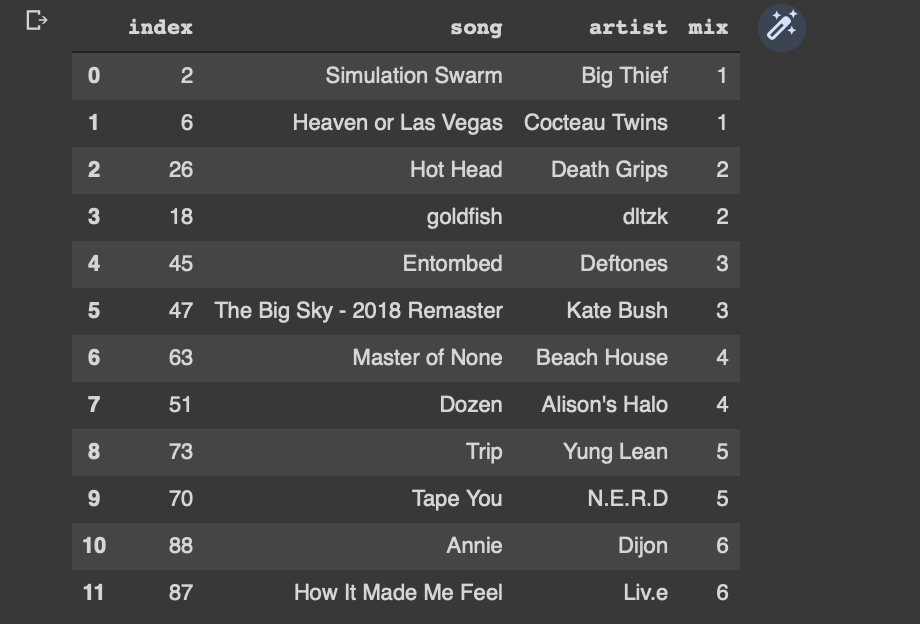 index song artist mix
0 2 Simulation Swarm Big Thief 1
1 6 Heaven or Las Vegas Cocteau Twins 1
2 26 Hot Head Death Grips 2
3 18 goldfish dltzk 2
4 45 Entombed Deftones 3
5 47 The Big Sky - 2018 Remaster Kate Bush 3
6 63 Master of None Beach House 4
7 51 Dozen Alison's Halo 4
8 73 Trip Yung Lean 5
9 70 Tape You N.E.R.D 5
10 88 Annie Dijon 6
11 87 How It Made Me Feel Liv.e 6